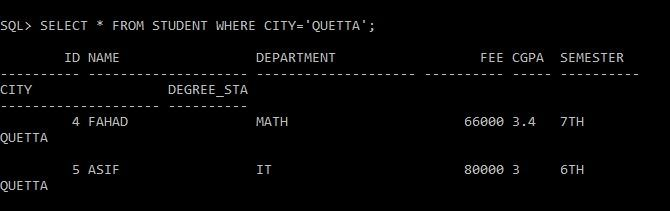 SQL> SELECT * FROM STUDENT WHERE CITY='QUETTA';
        ID NAME                 DEPARTMENT                  FEE CGPA SEMESTER
---------- -------------------- -------------------- ---------- ---- ----------
CITY                 DEGREE_STA
-------------------- ----------
         4 FAHAD                MATH                      66000 3.4  7TH
QUETTA
         5 ASIF                 IT                        80000 3    6TH
QUETTA